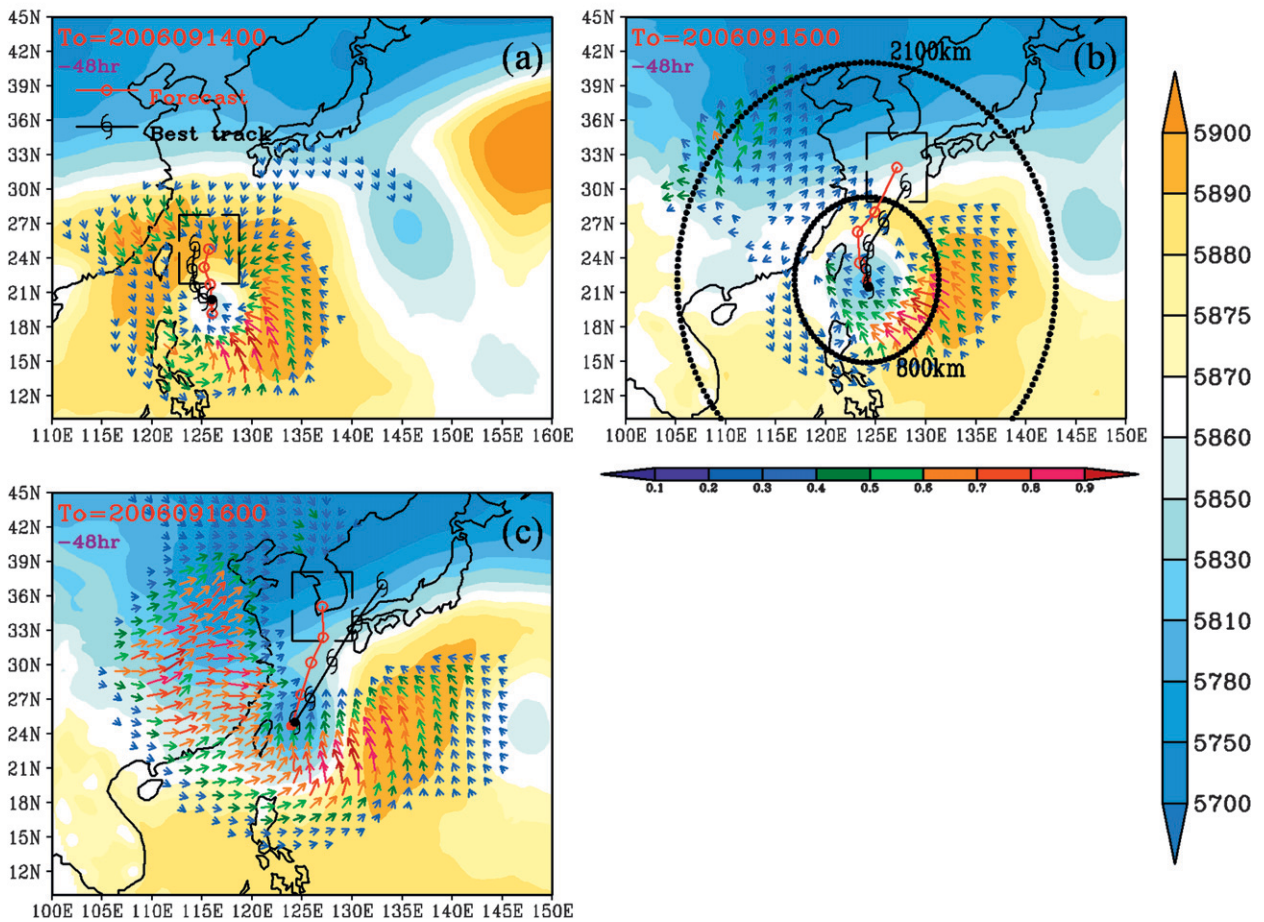 To=2006091400
(a)
-48hr
Forecast
Best track
45N
42N
39N
36N
33N
30N
27N
24N
21N
18N
15N
12N
110E 115E 120E 125E 130E 135E 140E 145E 150E 155E 160E
To=2006091500
(b)
-48hr
2100km
800km
45N
42N
39N
36N
33N
30N
27N
24N
21N
18N
15N
12N
100E 105E 110E 115E 120E 125E 130E 135E 140E 145E 150E
0.1 0.2 0.3 0.4 0.5 0.6 0.7 0.8 0.9
5900
5890
5880
5875
5870
5860
5850
5830
5810
5780
5750
5700
To=2006091600
(c)
-48hr
45N
42N
39N
36N
33N
30N
27N
24N
21N
18N
15N
12N
100E 105E 110E 115E 120E 125E 130E 135E 140E 145E 150E